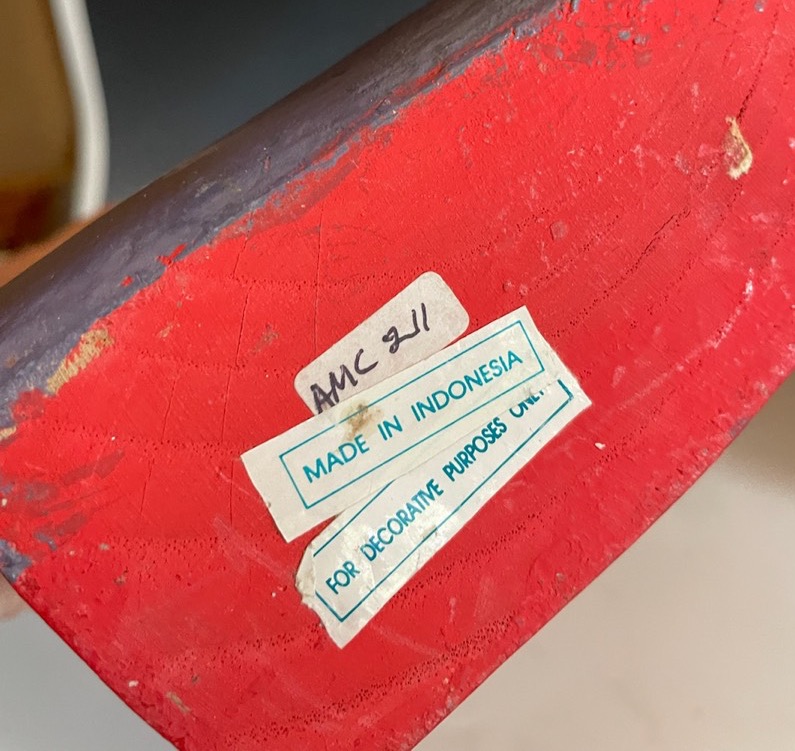 AMC 211
MADE IN INDONESIA
FOR DECORATIVE PURPOSES ONLY